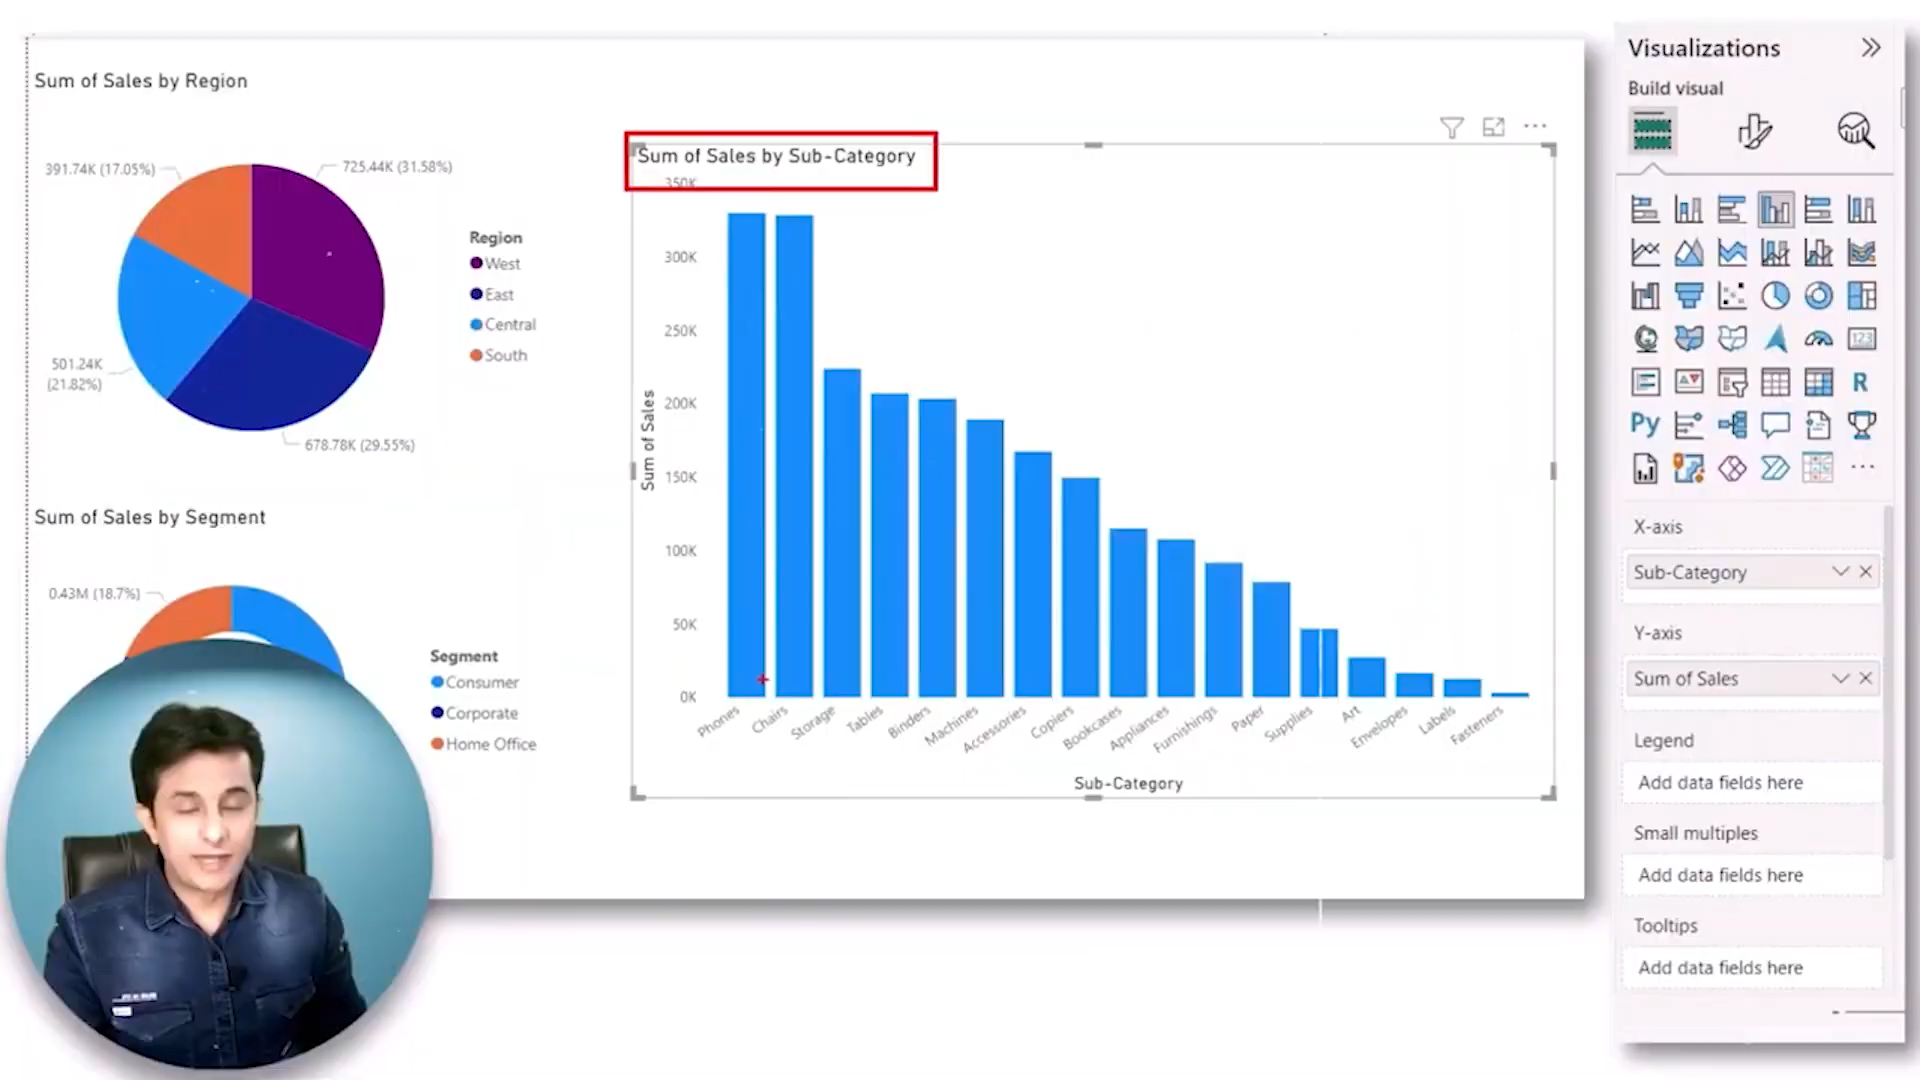 Sum of Sales by Region
391.74K (17.05%)
725.44K (31.58%)
501.24K
(21.82%)
678.78K (29.55%)
Region
West
East
Central
South
Sum of Sales by Segment
0.43M (18.7%)
Segment
Consumer
Corporate
Home Office
Sum of Sales by Sub-Category
350K
300K
250K
200K
150K
100K
50K
0K
Sum of Sales
Phones
Chairs
Storage
Tables
Binders
Machines
Accessories
Copiers
Bookcases
Appliances
Furnishings
Paper
Supplies
Art
Envelopes
Labels
Fasteners
Sub-Category
Visualizations
Build visual
123
R
Py
X-axis
Sub-Category
Y-axis
Sum of Sales
Legend
Add data fields here
Small multiples
Add data fields here
Tooltips
Add data fields here